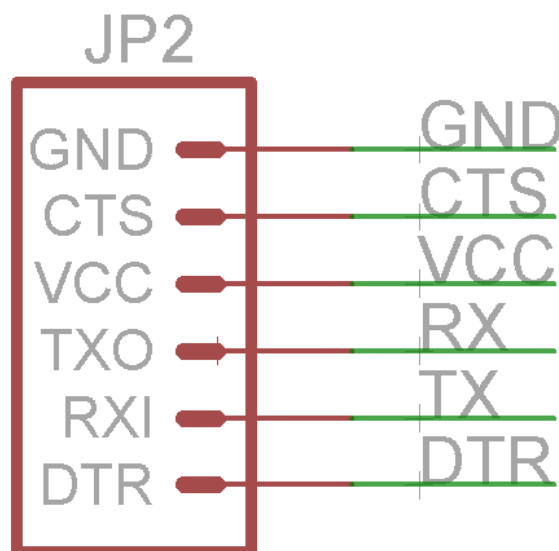 JP2
GND GND
CTS CTS
VCC VCC
TXO RX
RXI TX
DTR DTR